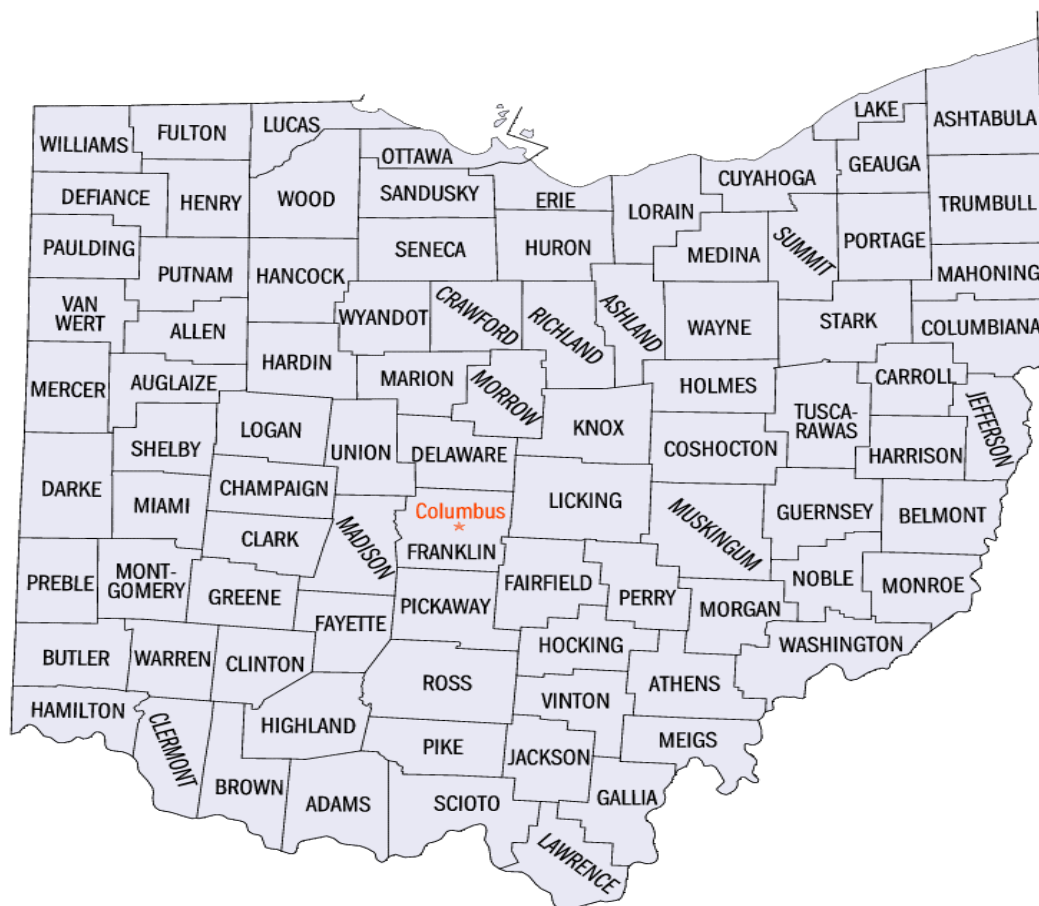 LAKE
ASHTABULA
LUCAS
FULTON
WILLIAMS
OTTAWA
GEAUGA
CUYAHOGA
DEFIANCE
HENRY
WOOD
SANDUSKY
ERIE
LORAIN
TRUMBULL
PAULDING
SENECA
HURON
MEDINA
SUMMIT
PORTAGE
PUTNAM
HANCOCK
MAHONING
VAN
WERT
ALLEN
WYANDOT
CRAWFORD
RICHLAND
ASHLAND
WAYNE
STARK
COLUMBIANA
HARDIN
MERCER
AUGLAIZE
MARION
MORROW
HOLMES
CARROLL
JEFFERSON
TUSCA-
RAWAS
LOGAN
KNOX
SHELBY
UNION
DELAWARE
COSHOCTON
HARRISON
DARKE
MIAMI
CHAMPAIGN
LICKING
Columbus
MUSKINGUM
GUERNSEY
BELMONT
CLARK
MADISON
FRANKLIN
PREBLE
MONT-
GOMERY
GREENE
PICKAWAY
FAIRFIELD
PERRY
NOBLE
MONROE
MORGAN
FAYETTE
BUTLER
WARREN
CLINTON
HOCKING
WASHINGTON
ROSS
ATHENS
VINTON
HAMILTON
CLERMONT
HIGHLAND
PIKE
JACKSON
MEIGS
BROWN
ADAMS
SCIOTO
GALLIA
LAWRENCE